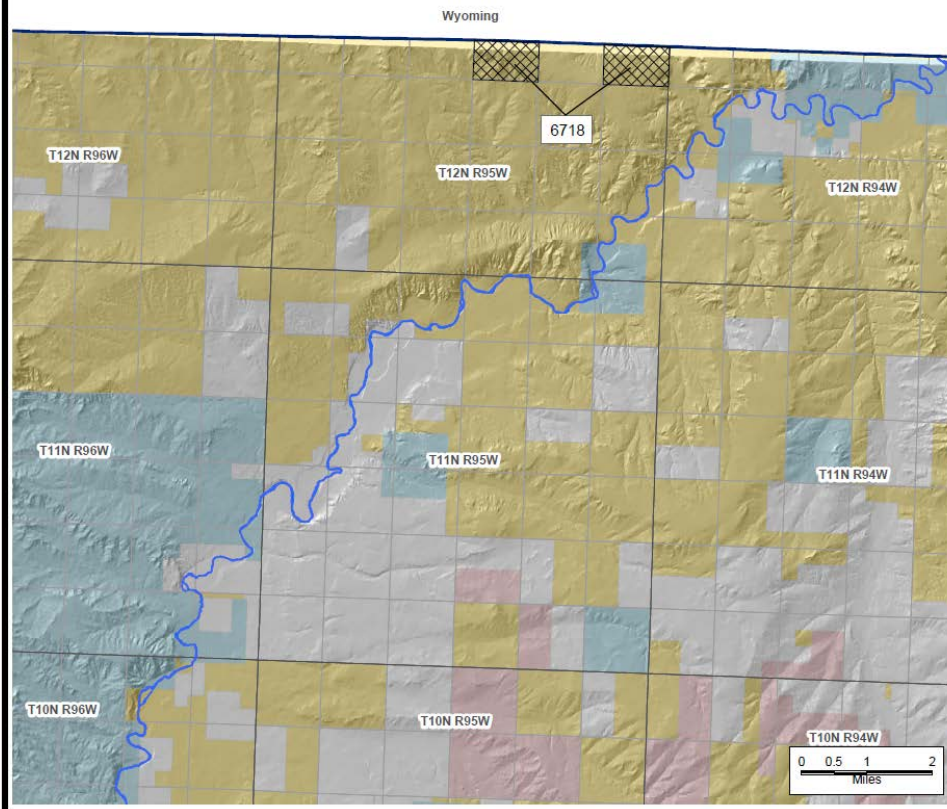 Wyoming
6718
T12N R96W
T12N R95W
T12N R94W
T11N R96W
T11N R95W
T11N R94W
T10N R96W
T10N R95W
T10N R94W
0 0.5 1 2
Miles